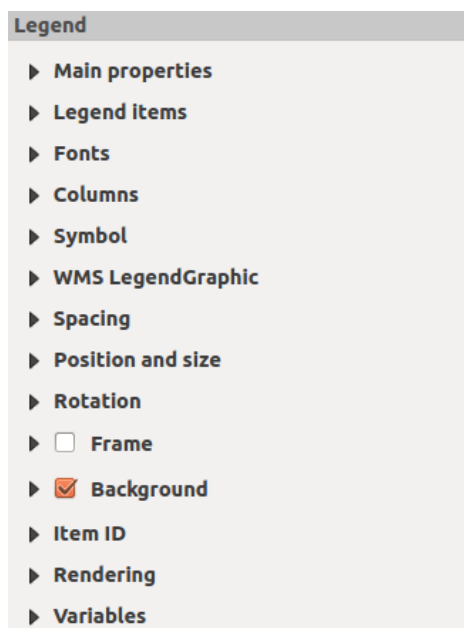 Legend
Main properties
Legend items
Fonts
Columns
Symbol
WMS LegendGraphic
Spacing
Position and size
Rotation
Frame
Background
Item ID
Rendering
Variables